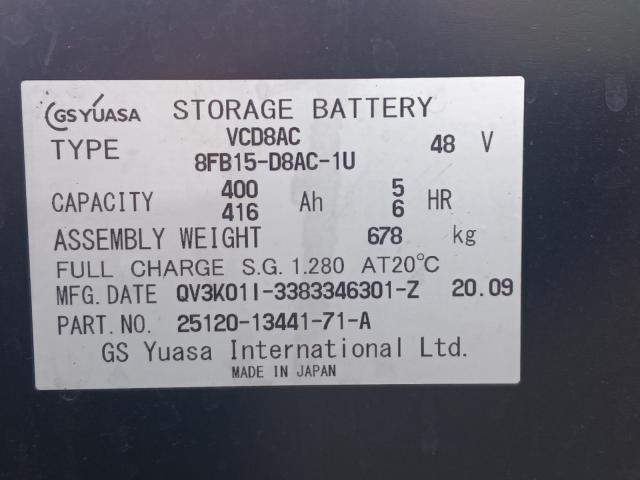 GS YUASA STORAGE BATTERY
TYPE VCD8AC 48 V
8FB15-D8AC-1U
CAPACITY 400 Ah 5 HR
416 6
ASSEMBLY WEIGHT 678 kg
FULL CHARGE S.G. 1.280 AT20℃
MFG. DATE QV3K01I-3383346301-Z 20.09
PART. NO. 25120-13441-71-A
GS Yuasa International Ltd.
MADE IN JAPAN